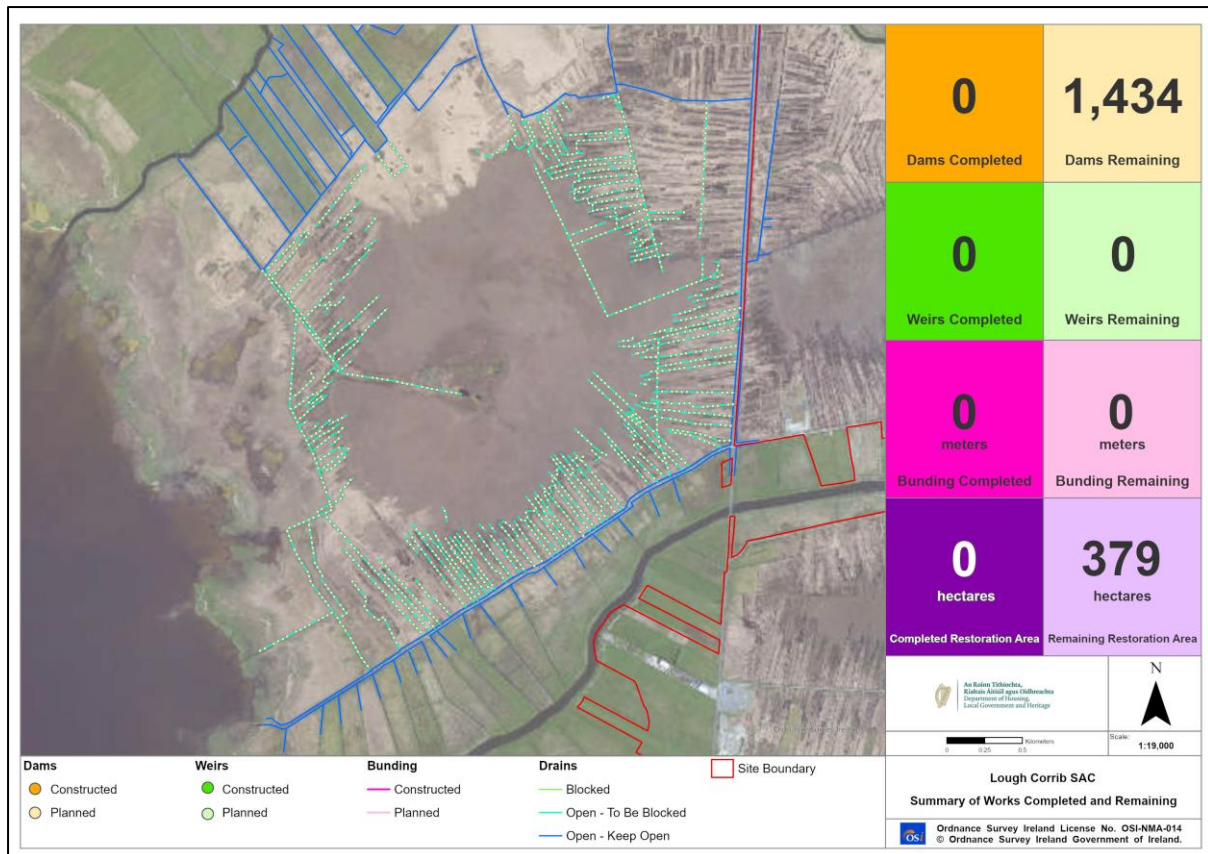 0
Dams Completed
1,434
Dams Remaining
0
Weirs Completed
0
Weirs Remaining
0
meters
Bunding Completed
0
meters
Bunding Remaining
0
hectares
Completed Restoration Area
379
hectares
Remaining Restoration Area
An Roinn Tithíochta,
Rialtais Áitiúil agus Oidhreachta
Department of Housing,
Local Government and Heritage
N
Kilometers
0 0.25 0.5
Scale:
1:19,000
Lough Corrib SAC
Summary of Works Completed and Remaining
OSi
Ordnance Survey Ireland License No. OSI-NMA-014
© Ordnance Survey Ireland Government of Ireland.
Dams
Constructed
Planned
Weirs
Constructed
Planned
Bunding
Constructed
Planned
Drains
Blocked
Open - To Be Blocked
Open - Keep Open
Site Boundary